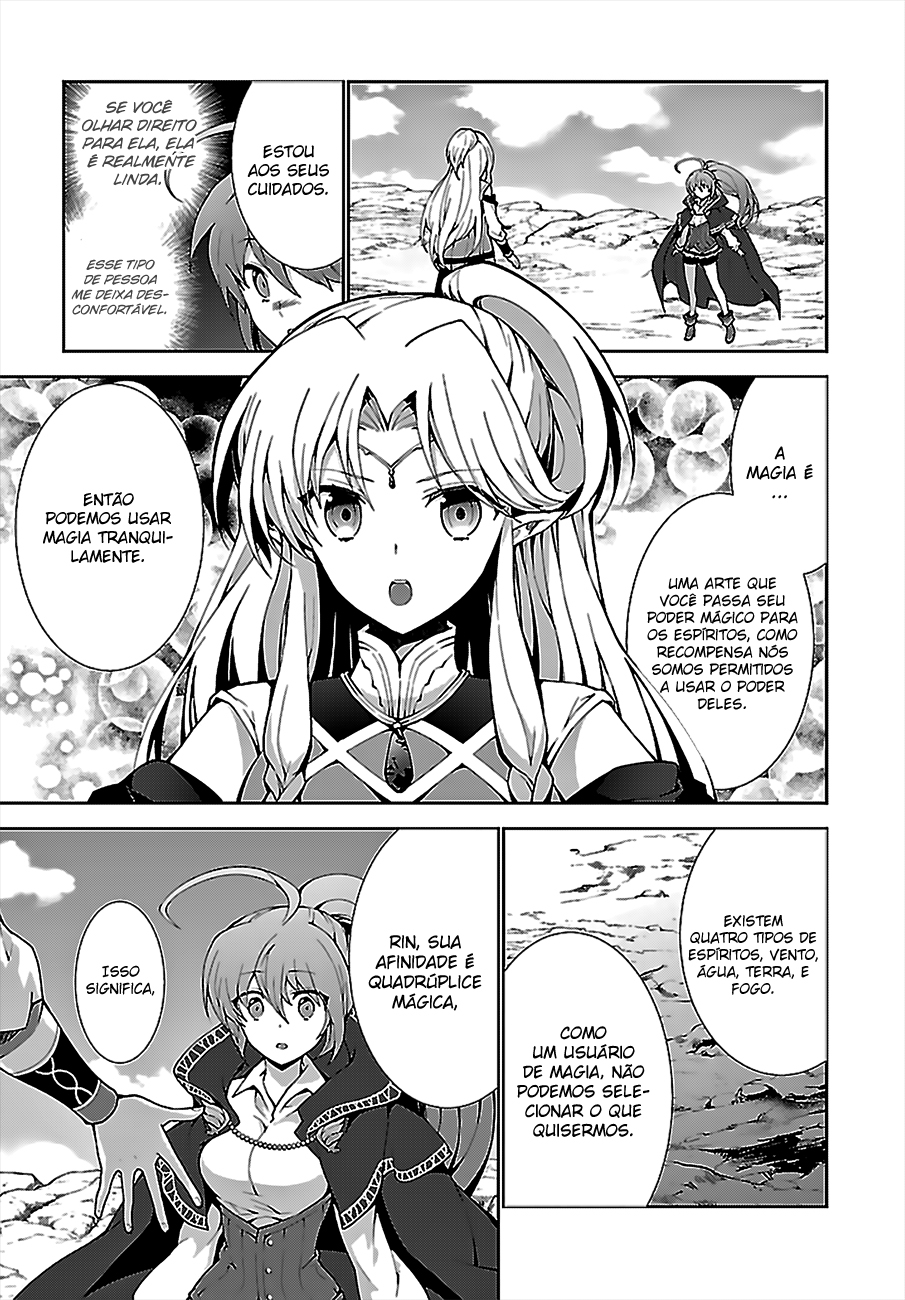 ESTOU
AOS SEUS
CUIDADOS.
SE VOCÊ
OLHAR DIREITO
PARA ELA, ELA
É REALMENTE
LINDA.
ESSE TIPO
DE PESSOA
ME DEIXA DES-
CONFORTÁVEL.
A
MAGIA É
...
UMA ARTE QUE
VOCÊ PASSA SEU
PODER MÁGICO PARA
OS ESPÍRITOS, COMO
RECOMPENSA NÓS
SOMOS PERMITIDOS
A USAR O PODER
DELES.
ENTÃO
PODEMOS USAR
MAGIA TRANQUI-
LAMENTE.
EXISTEM
QUATRO TIPOS DE
ESPÍRITOS, VENTO,
ÁGUA, TERRA, E
FOGO.
COMO
UM USUÁRIO
DE MAGIA, NÃO
PODEMOS SELE-
CIONAR O QUE
QUISERMOS.
RIN, SUA
AFINIDADE É
QUADRÚPLICE
MÁGICA,
ISSO
SIGNIFICA,